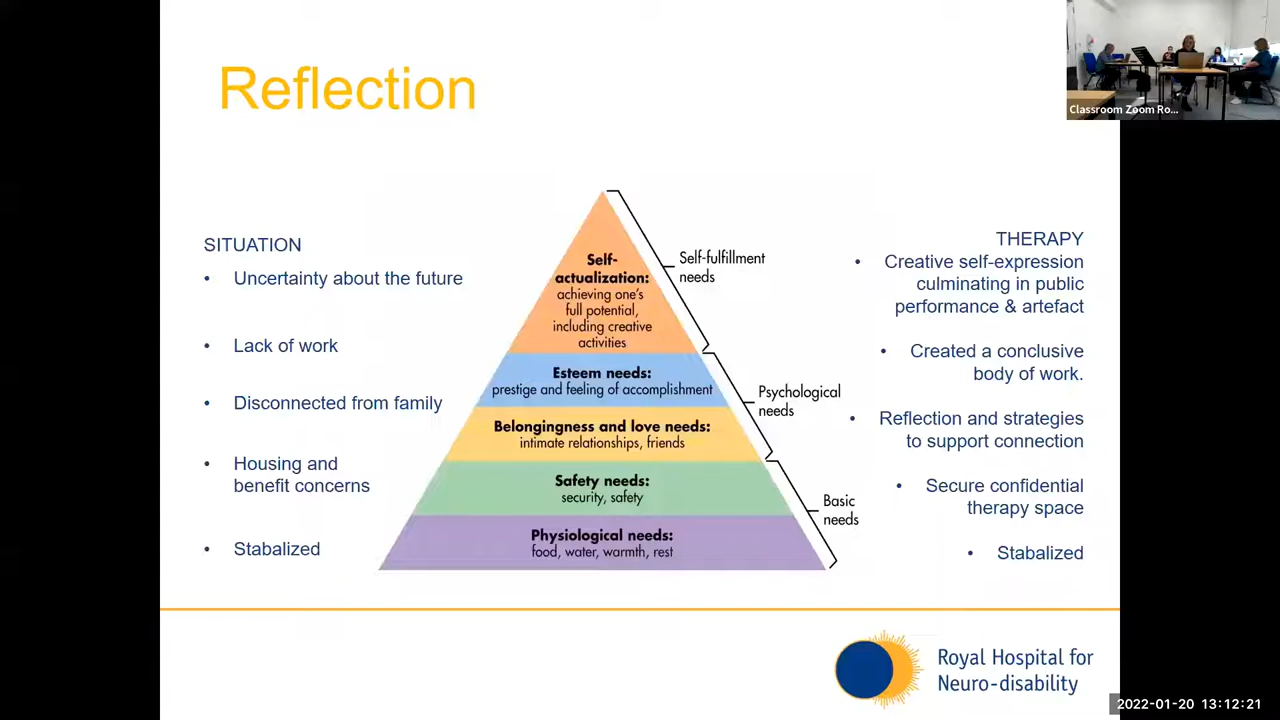 Reflection
Classroom Zoom Ro...
SITUATION
• Uncertainty about the future
• Lack of work
• Disconnected from family
• Housing and
benefit concerns
• Stabalized
Self-
actualization:
achieving one's
full potential,
including creative
activities
Esteem needs:
prestige and feeling of accomplishment
Belongingness and love needs:
intimate relationships, friends
Safety needs:
security, safety
Physiological needs:
food, water, warmth, rest
Self-fulfillment
needs
Psychological
needs
Basic
needs
THERAPY
• Creative self-expression
culminating in public
performance & artefact
• Created a conclusive
body of work.
• Reflection and strategies
to support connection
• Secure confidential
therapy space
• Stabalized
Royal Hospital for
Neuro-disability
2022-01-20 13:12:21